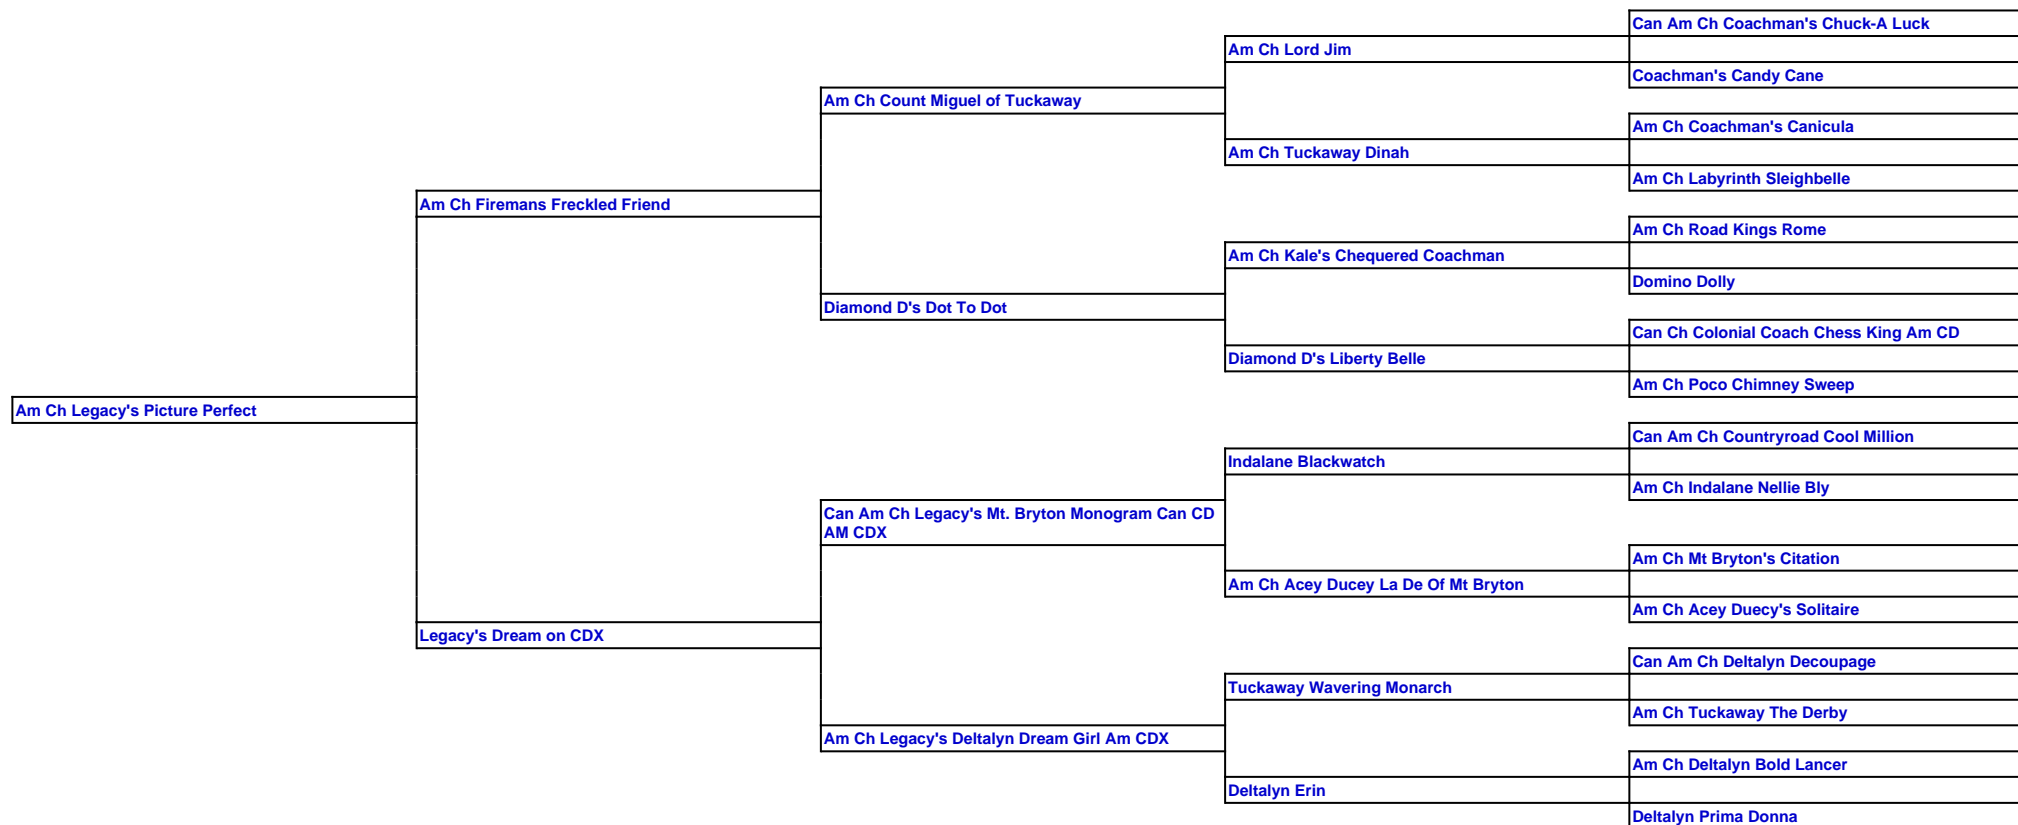 Can Am Ch Coachman's Chuck-A Luck
Am Ch Lord Jim
Coachman's Candy Cane
Am Ch Count Miguel of Tuckaway
Am Ch Coachman's Canicula
Am Ch Tuckaway Dinah
Am Ch Labyrinth Sleighbelle
Am Ch Firemans Freckled Friend
Am Ch Road Kings Rome
Am Ch Kale's Chequered Coachman
Domino Dolly
Diamond D's Dot To Dot
Can Ch Colonial Coach Chess King Am CD
Diamond D's Liberty Belle
Am Ch Poco Chimney Sweep
Am Ch Legacy's Picture Perfect
Can Am Ch Countryroad Cool Million
Indalane Blackwatch
Am Ch Indalane Nellie Bly
Can Am Ch Legacy's Mt. Bryton Monogram Can CD
AM CDX
Am Ch Mt Bryton's Citation
Am Ch Acey Ducey La De Of Mt Bryton
Am Ch Acey Duecy's Solitaire
Legacy's Dream on CDX
Can Am Ch Deltalyn Decoupage
Tuckaway Wavering Monarch
Am Ch Tuckaway The Derby
Am Ch Legacy's Deltalyn Dream Girl Am CDX
Am Ch Deltalyn Bold Lancer
Deltalyn Erin
Deltalyn Prima Donna